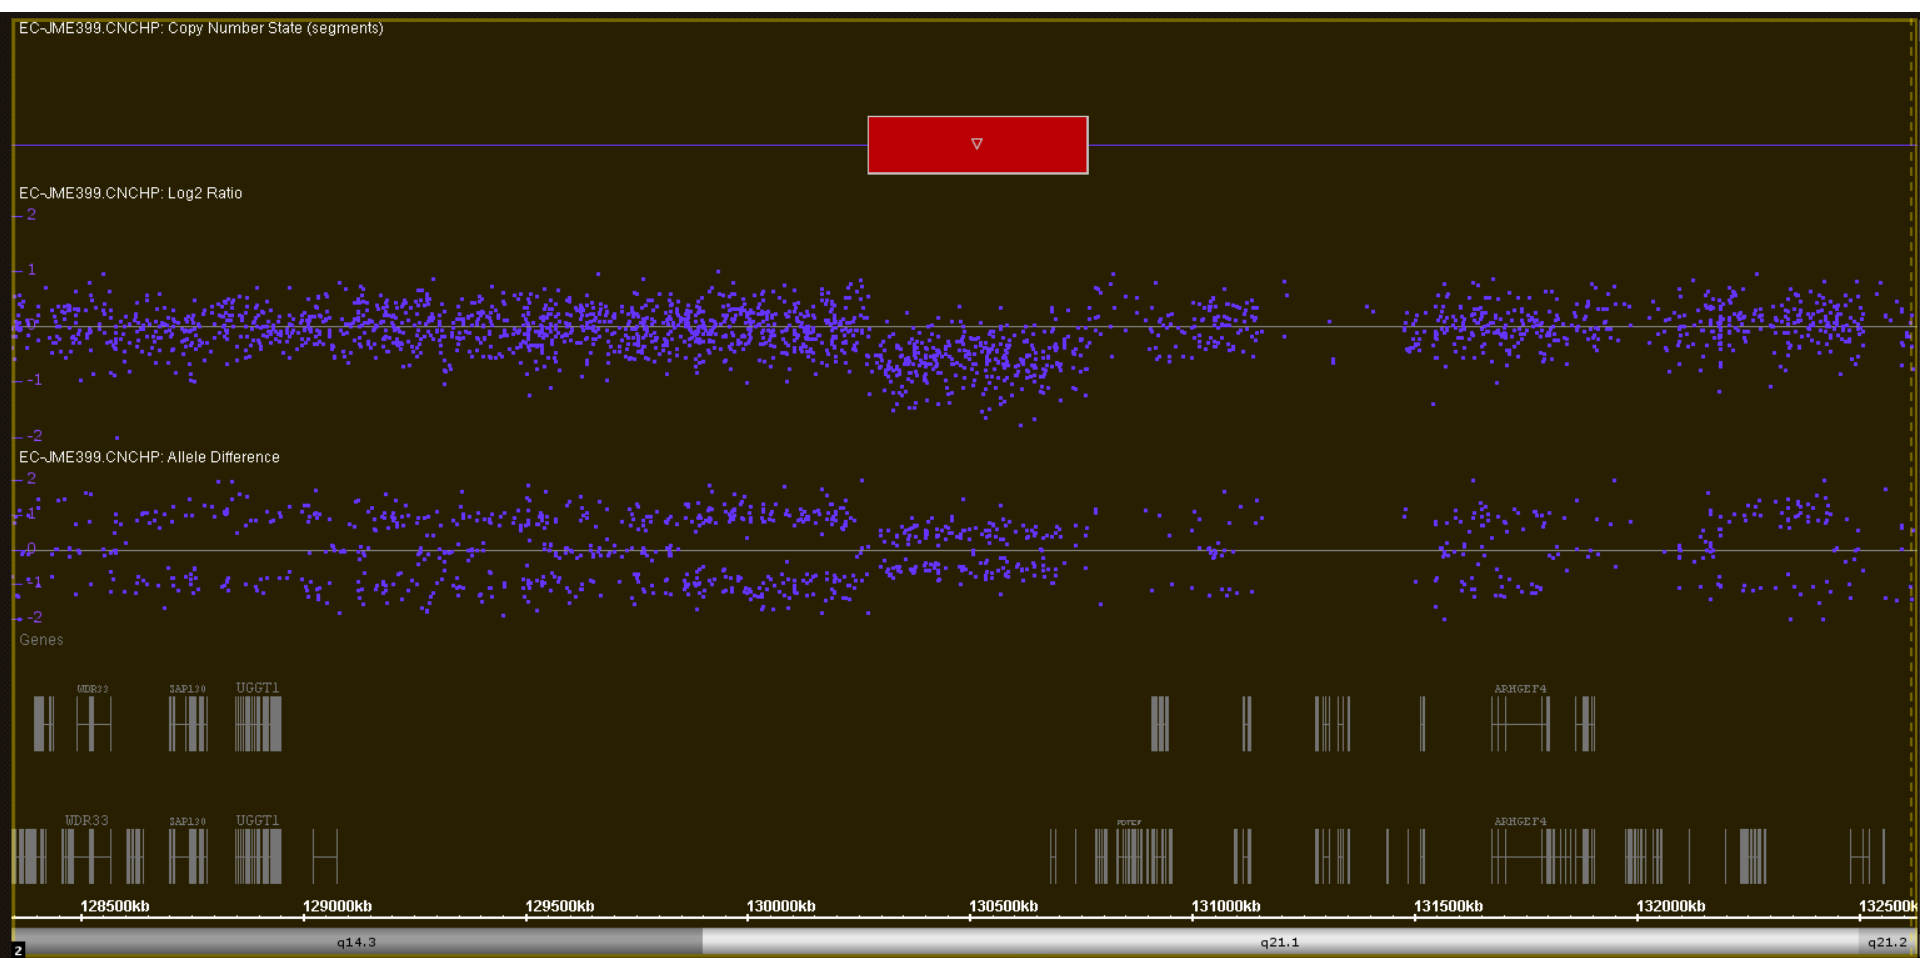 EC-JME399.CNCHP: Copy Number State (segments)
EC-JME399.CNCHP: Log2 Ratio
2
1
0
-1
-2
EC-JME399.CNCHP: Allele Difference
2
1
0
-1
-2
Genes
WDR33 SAP130 UGGT1 ARHGEF4
WDR33 SAP130 UGGT1 ARHGEF4
128500kb 129000kb 129500kb 130000kb 130500kb 131000kb 131500kb 132000kb 132500k
q14.3 q21.1 q21.2
2